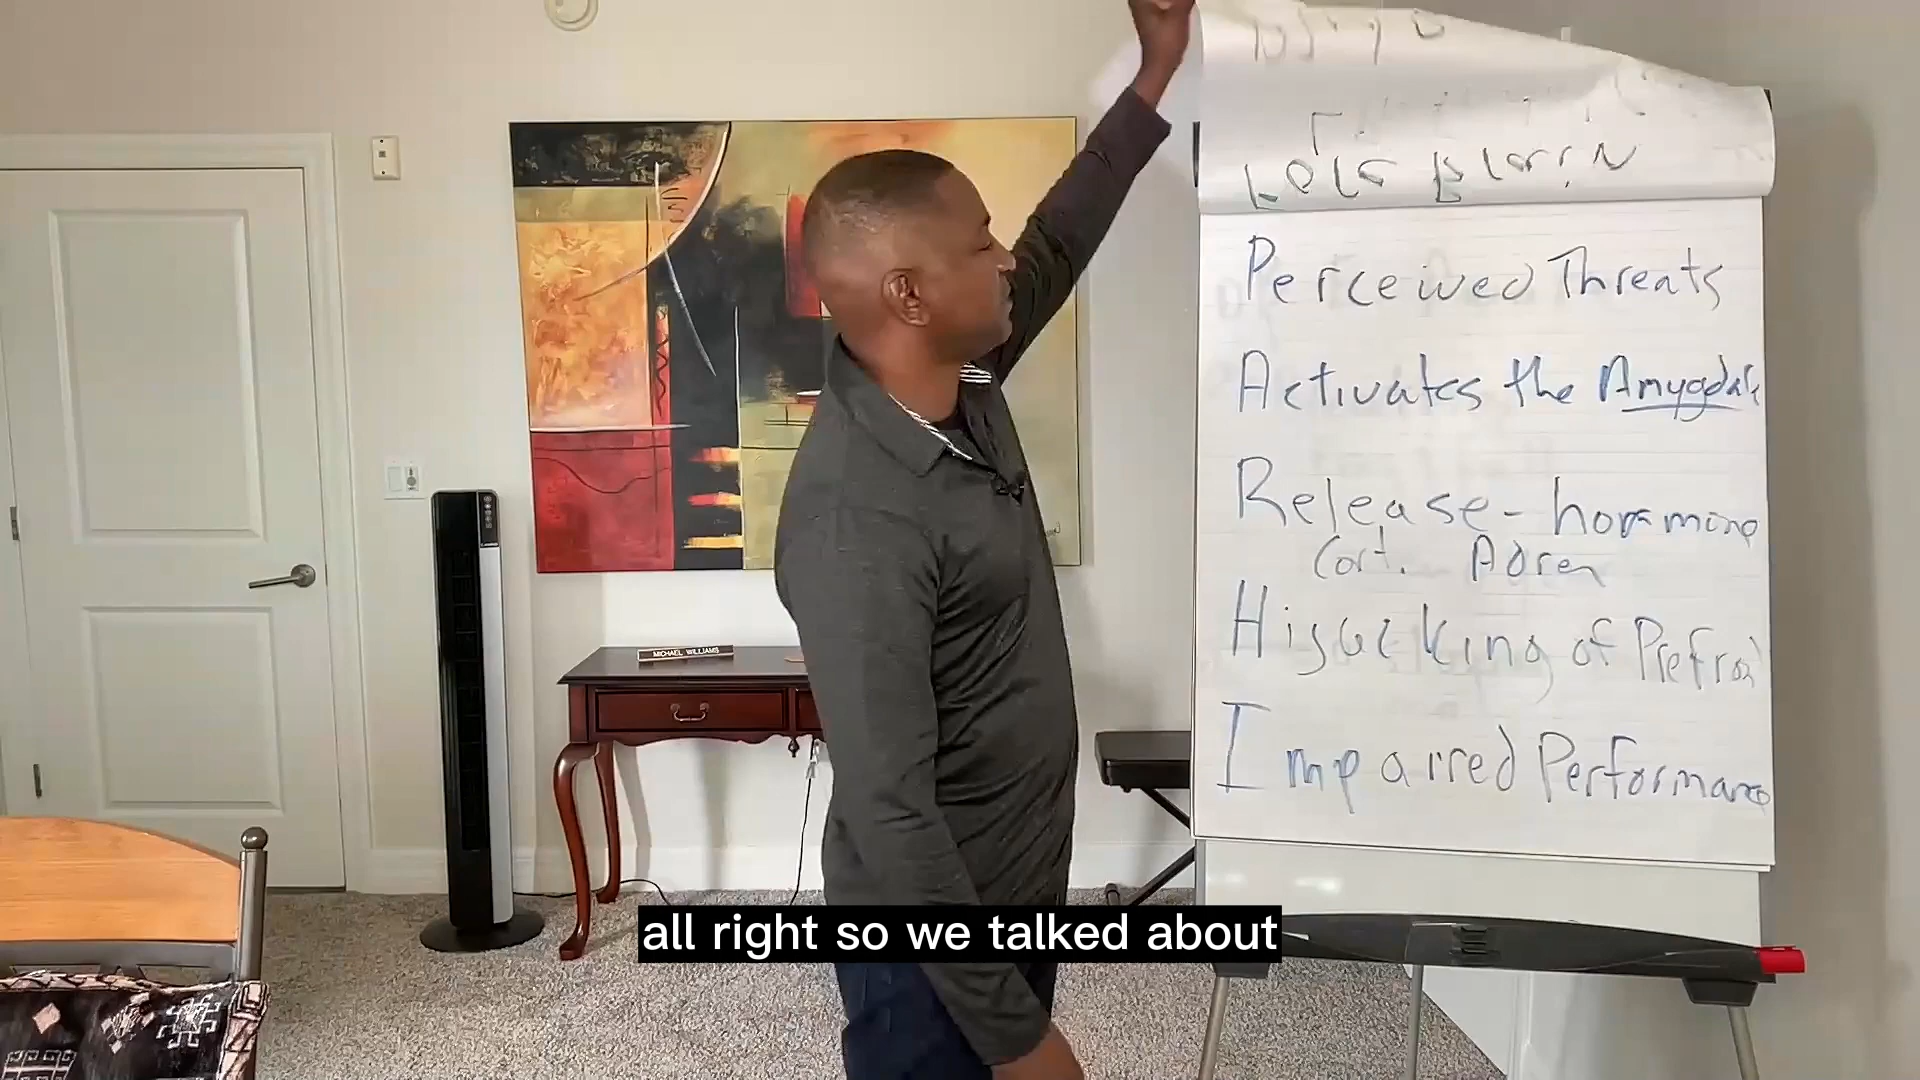 Perceived Threats
Activates the Amygdala
Release - hormone
Cort. Adren
Hijacking of Prefron
Impaired Performance
MICHAEL WILLIAMS
all right so we talked about